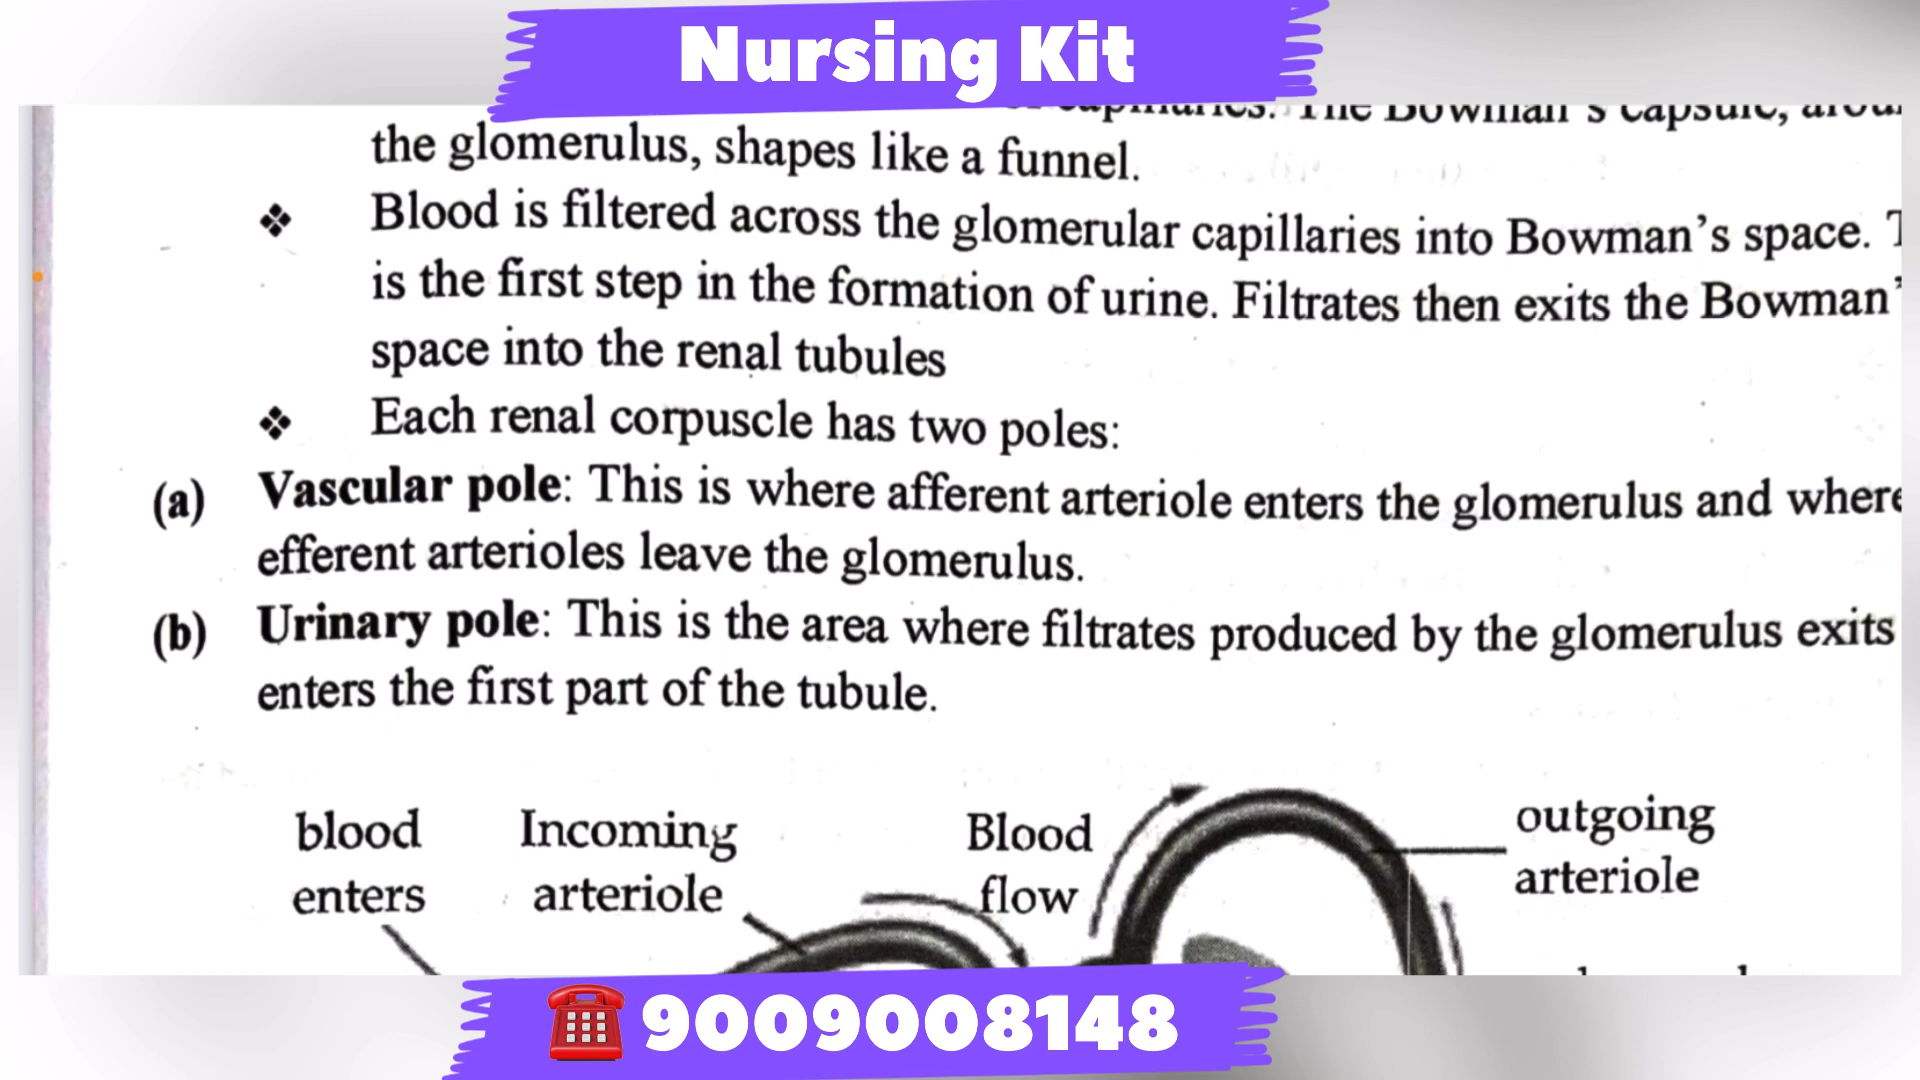 Nursing Kit
capillaries. The Bowman's capsule,
the glomerulus, shapes like a funnel.
❖ Blood is filtered across the glomerular capillaries into Bowman's space.
is the first step in the formation of urine. Filtrates then exits the Bowman'
space into the renal tubules
❖ Each renal corpuscle has two poles:
(a) Vascular pole: This is where afferent arteriole enters the glomerulus and where
efferent arterioles leave the glomerulus.
(b) Urinary pole: This is the area where filtrates produced by the glomerulus exits
enters the first part of the tubule.
blood enters
Incoming arteriole
Blood flow
outgoing arteriole
9009008148